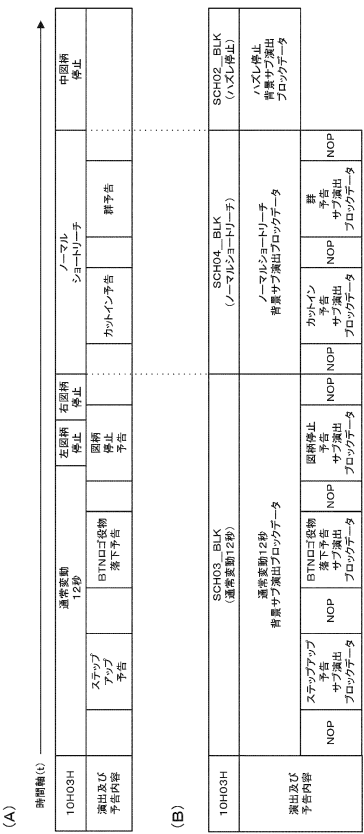 (A)
時間軸(t)
10H03H
通常変動
12秒
左図柄
停止
右図柄
停止
ノーマル
ショートリーチ
中図柄
停止
演出及び
予告内容
ステップ
アップ
予告
BTNロゴ役物
落下予告
図柄
停止
予告
カットイン予告
群予告
(B)
10H03H
SCH03__BLK
(通常変動12秒)
SCH04__BLK
(ノーマルショートリーチ)
SCH02__BLK
(ハズレ停止)
演出及び
予告内容
通常変動12秒
背景サブ演出ブロックデータ
ノーマルショートリーチ
背景サブ演出ブロックデータ
ハズレ停止
背景サブ演出
ブロックデータ
NOP
ステップアップ
予告
サブ演出
ブロックデータ
NOP
BTNロゴ役物
落下予告
サブ演出
ブロックデータ
NOP
図柄停止
予告
サブ演出
ブロックデータ
NOP
NOP
カットイン
予告
サブ演出
ブロックデータ
NOP
群
予告
サブ演出
ブロックデータ
NOP